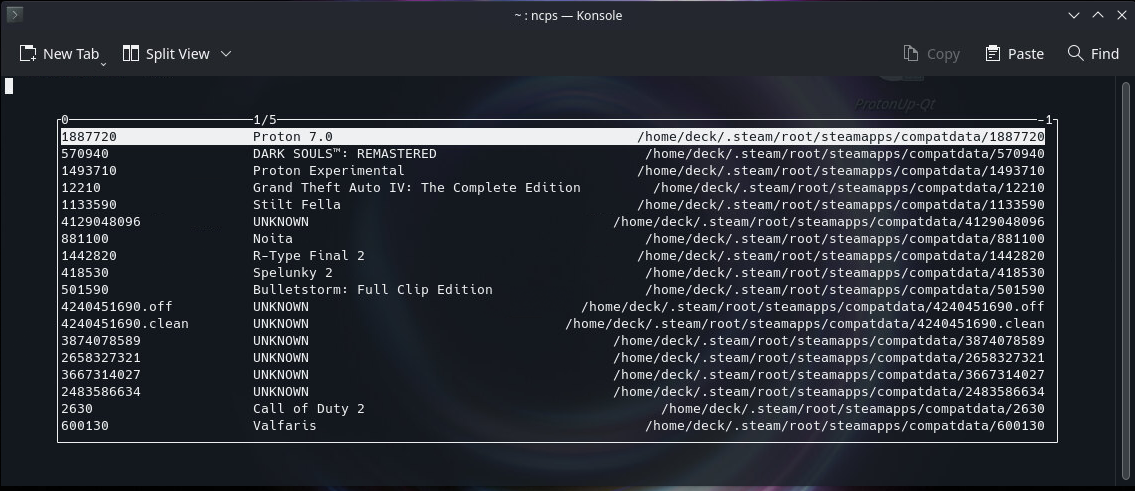 ~ : ncps — Konsole
New Tab Split View Copy Paste Find
ProtonUp-Qt
0 1/5 -1
1887720 Proton 7.0 /home/deck/.steam/root/steamapps/compatdata/1887720
570940 DARK SOULS™: REMASTERED /home/deck/.steam/root/steamapps/compatdata/570940
1493710 Proton Experimental /home/deck/.steam/root/steamapps/compatdata/1493710
12210 Grand Theft Auto IV: The Complete Edition /home/deck/.steam/root/steamapps/compatdata/12210
1133590 Stilt Fella /home/deck/.steam/root/steamapps/compatdata/1133590
4129048096 UNKNOWN /home/deck/.steam/root/steamapps/compatdata/4129048096
881100 Noita /home/deck/.steam/root/steamapps/compatdata/881100
1442820 R-Type Final 2 /home/deck/.steam/root/steamapps/compatdata/1442820
418530 Spelunky 2 /home/deck/.steam/root/steamapps/compatdata/418530
501590 Bulletstorm: Full Clip Edition /home/deck/.steam/root/steamapps/compatdata/501590
4240451690.off UNKNOWN /home/deck/.steam/root/steamapps/compatdata/4240451690.off
4240451690.clean UNKNOWN /home/deck/.steam/root/steamapps/compatdata/4240451690.clean
3874078589 UNKNOWN /home/deck/.steam/root/steamapps/compatdata/3874078589
2658327321 UNKNOWN /home/deck/.steam/root/steamapps/compatdata/2658327321
3667314027 UNKNOWN /home/deck/.steam/root/steamapps/compatdata/3667314027
2483586634 UNKNOWN /home/deck/.steam/root/steamapps/compatdata/2483586634
2630 Call of Duty 2 /home/deck/.steam/root/steamapps/compatdata/2630
600130 Valfaris /home/deck/.steam/root/steamapps/compatdata/600130